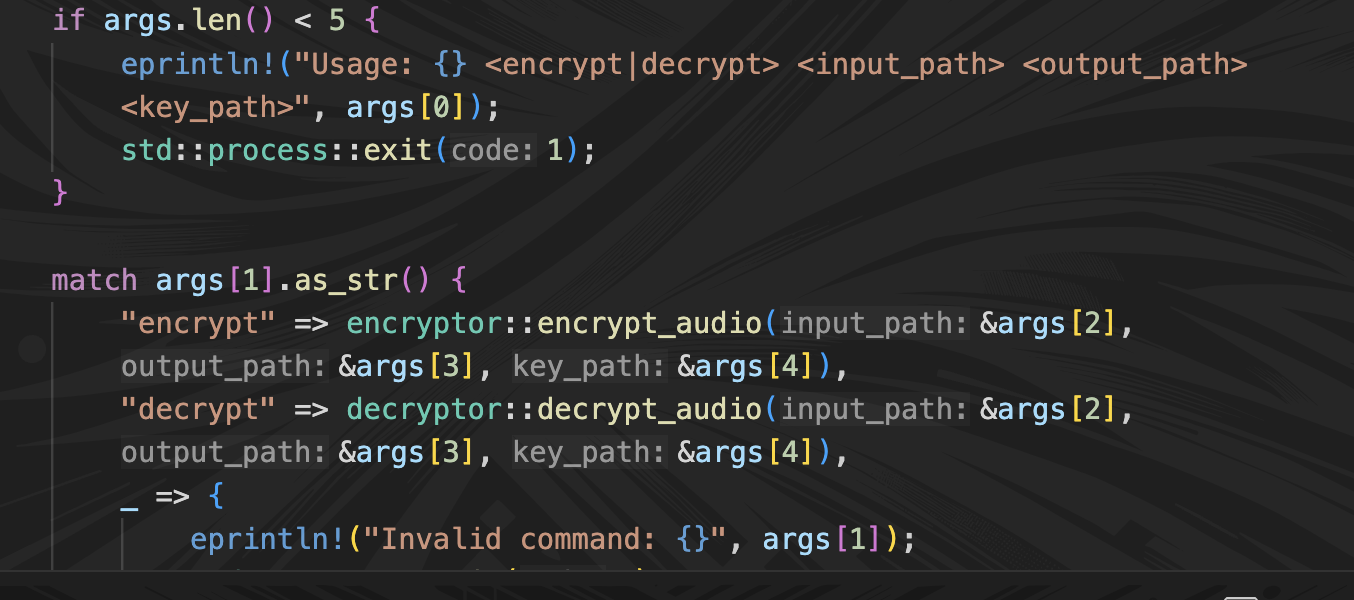 if args.len() < 5 {
eprintln!("Usage: {} <encrypt|decrypt> <input_path> <output_path>
<key_path>", args[0]);
std::process::exit(code: 1);
}
match args[1].as_str() {
"encrypt" => encryptor::encrypt_audio(input_path: &args[2],
output_path: &args[3], key_path: &args[4]),
"decrypt" => decryptor::decrypt_audio(input_path: &args[2],
output_path: &args[3], key_path: &args[4]),
_ => {
eprintln!("Invalid command: {}", args[1]);